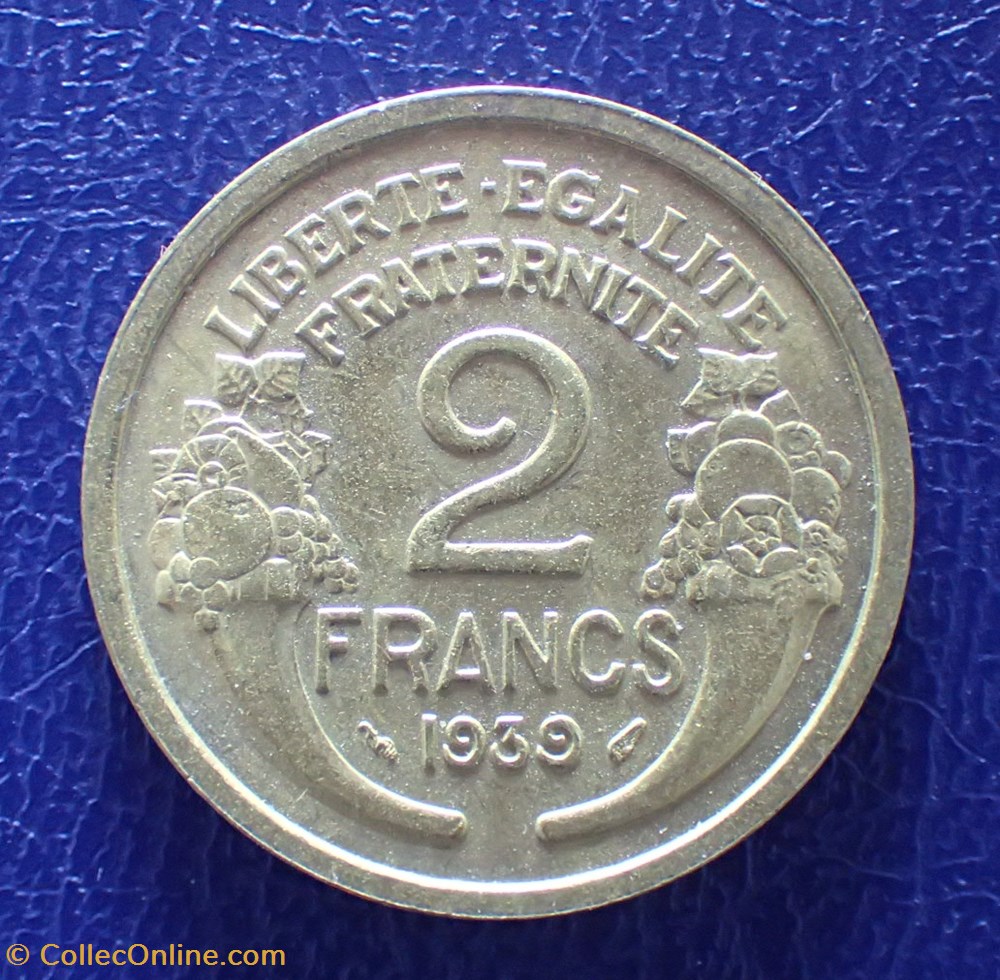 LIBERTE·EGALITE
FRATERNITE
2
FRANCS
1939
© CollecOnline.com